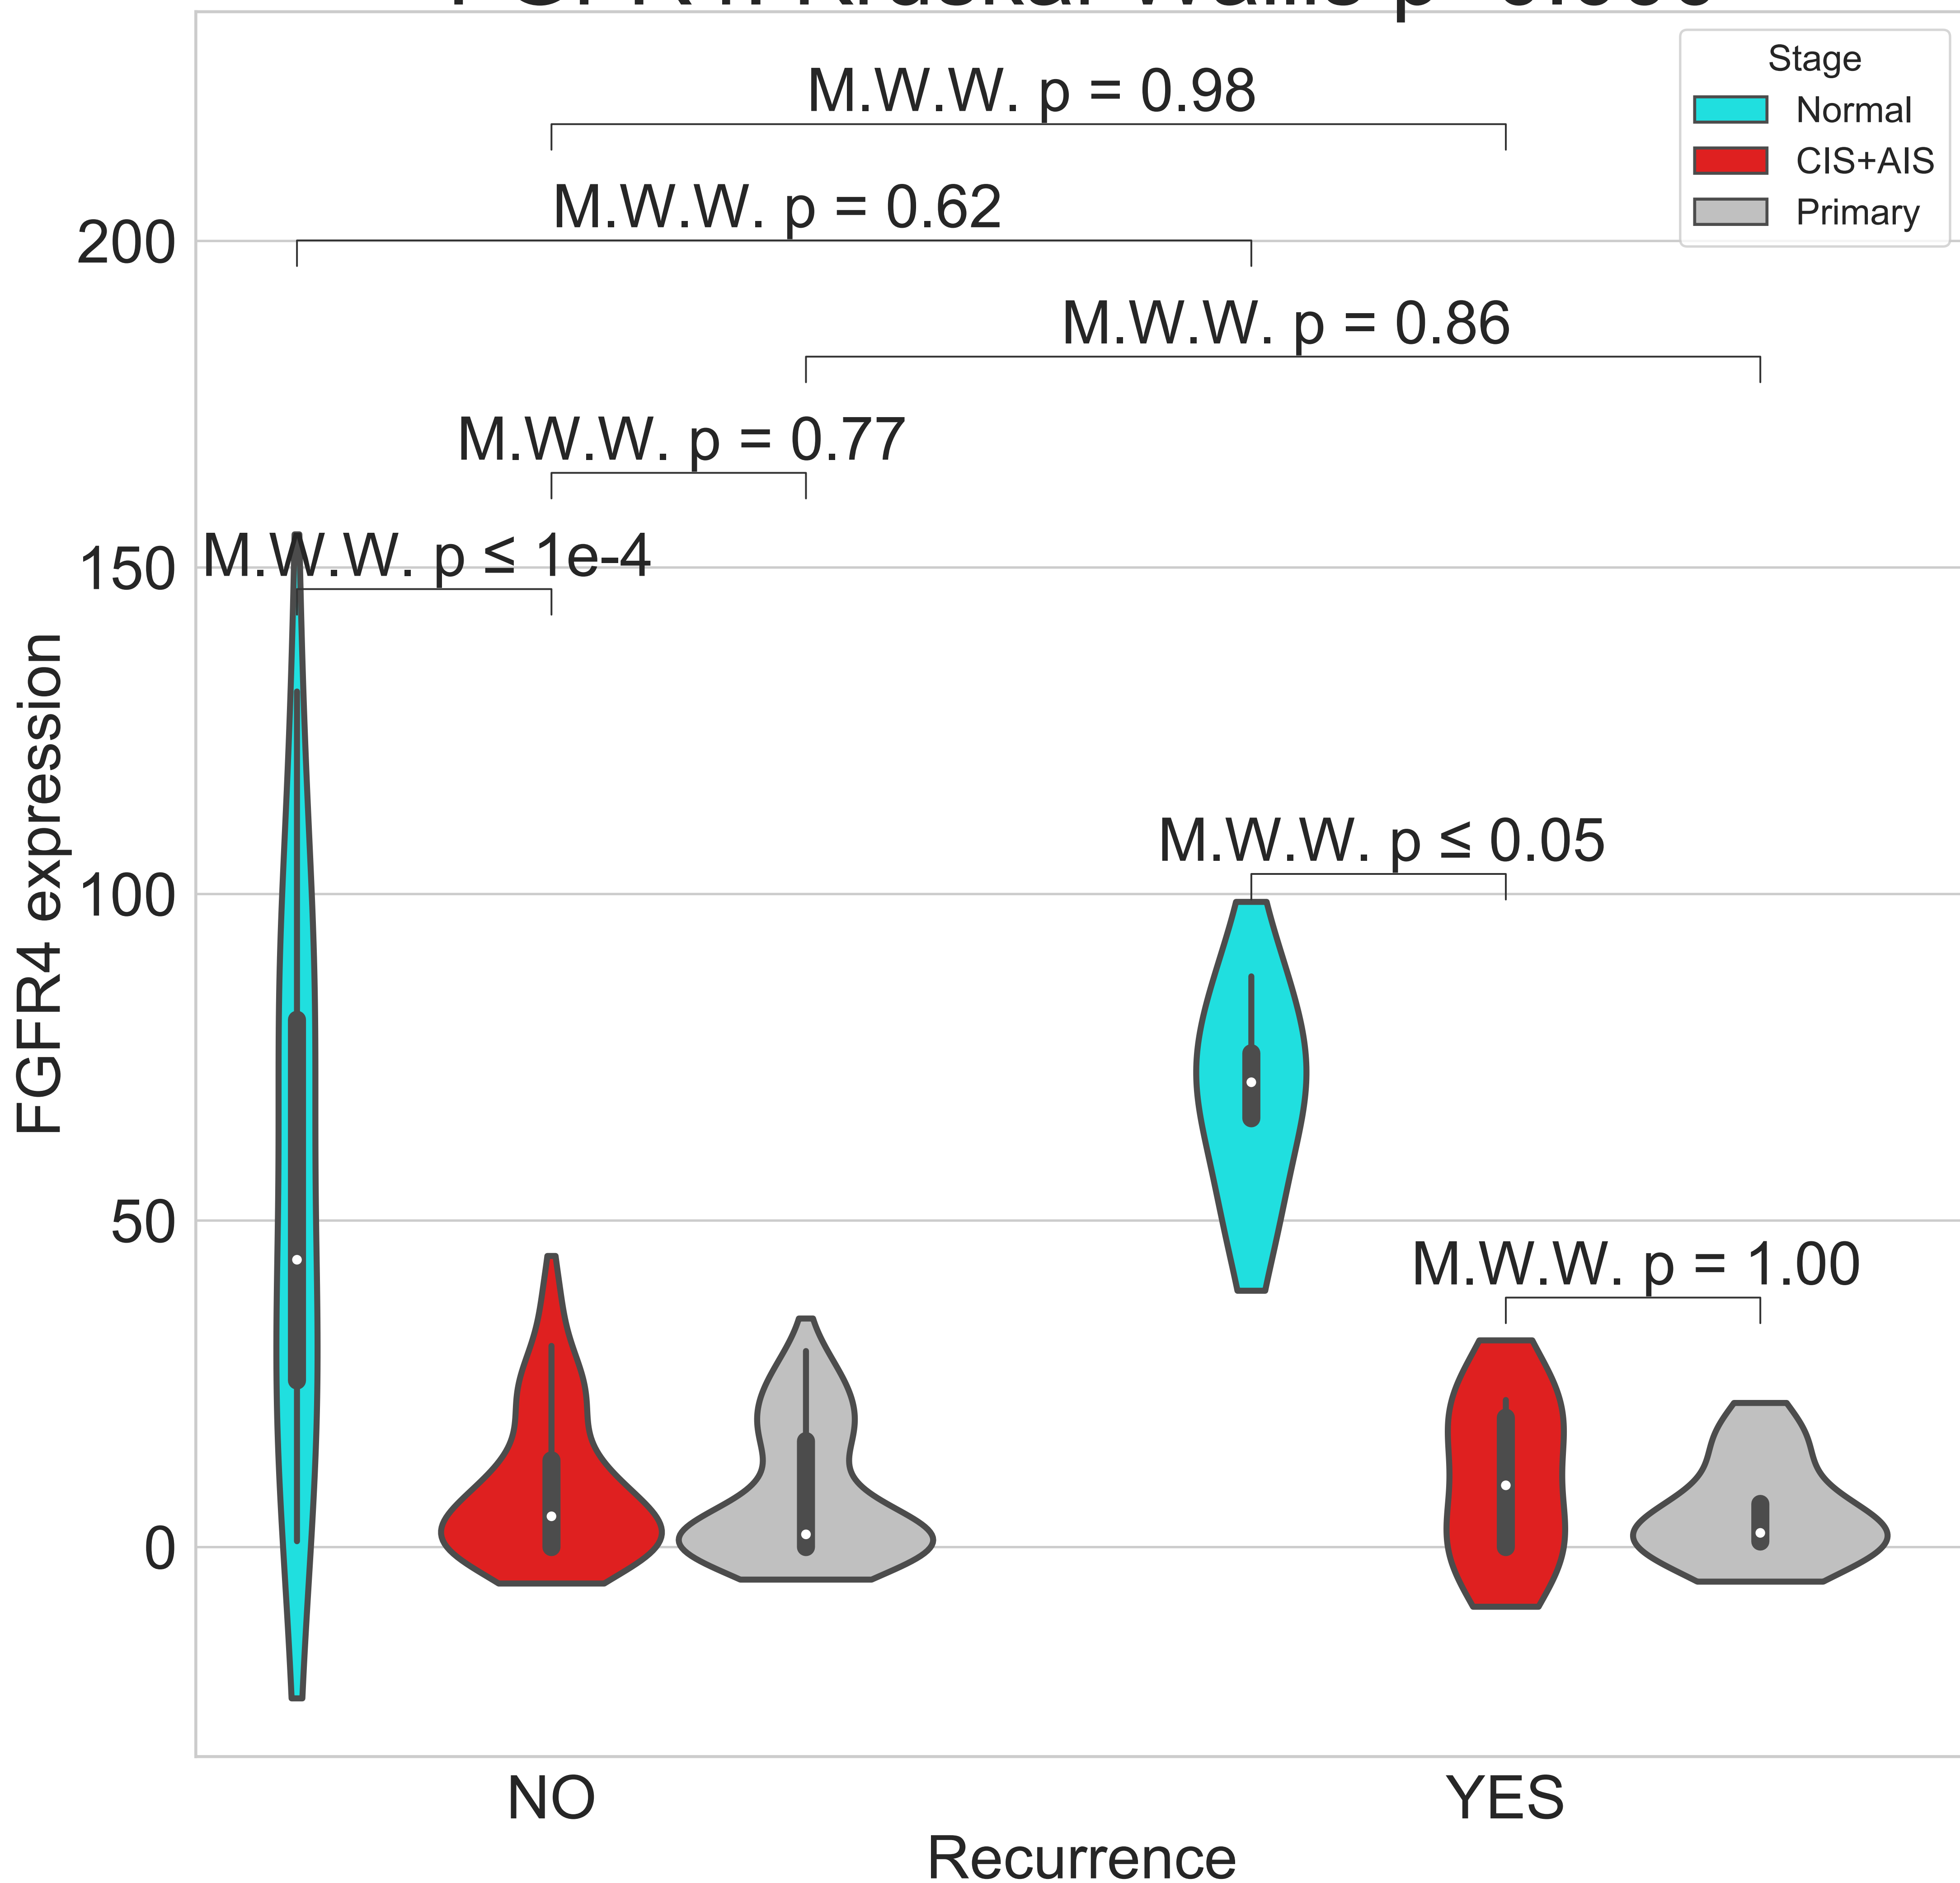 M.W.W. p = 0.98
Stage
Normal
CIS+AIS
Primary
M.W.W. p = 0.62
200
M.W.W. p = 0.86
M.W.W. p = 0.77
M.W.W. p ≤ 1e-4
150
M.W.W. p ≤ 0.05
100
FGFR4 expression
50
M.W.W. p = 1.00
0
NO
YES
Recurrence